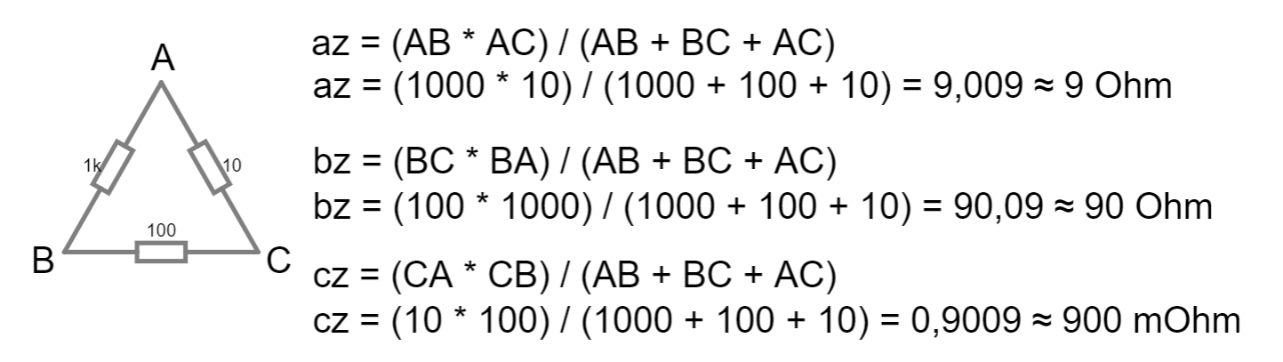 A
1k
10
100
B
C
az = (AB * AC) / (AB + BC + AC)
az = (1000 * 10) / (1000 + 100 + 10) = 9,009 ≈ 9 Ohm
bz = (BC * BA) / (AB + BC + AC)
bz = (100 * 1000) / (1000 + 100 + 10) = 90,09 ≈ 90 Ohm
cz = (CA * CB) / (AB + BC + AC)
cz = (10 * 100) / (1000 + 100 + 10) = 0,9009 ≈ 900 mOhm